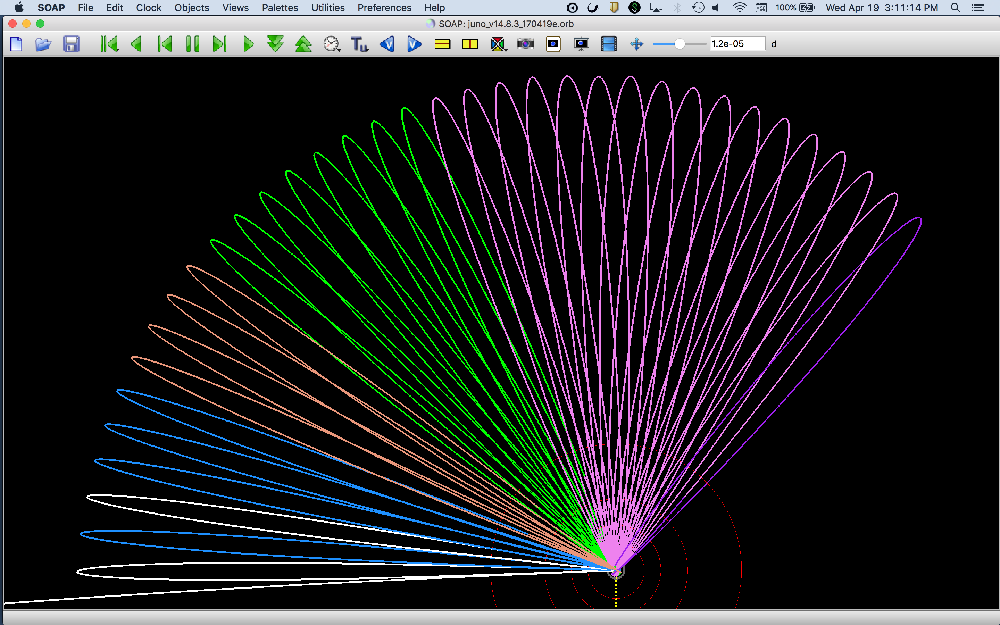 SOAP File Edit Clock Objects Views Palettes Utilities Preferences Help 100% Wed Apr 19 3:11:14 PM
SOAP: juno_v14.8.3_170419e.orb
Tu V V 1.2e-05 d